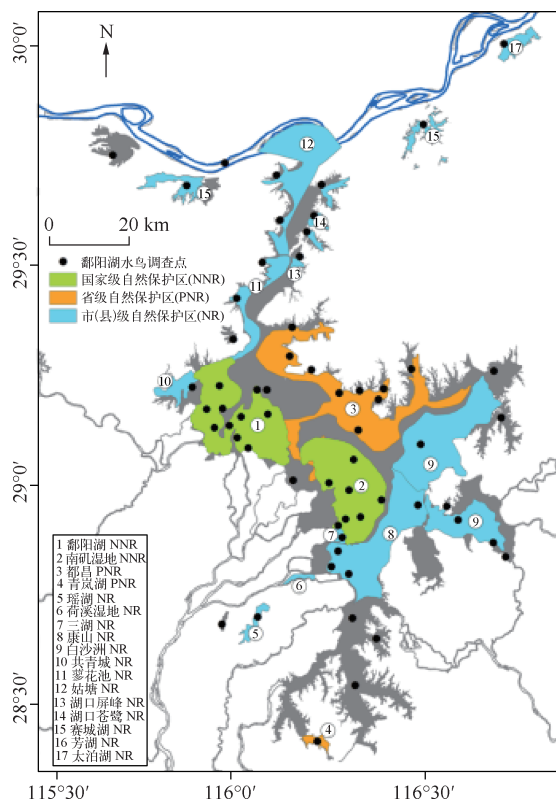 30°0′
N
17
15
12
15
0
20 km
14
鄱阳湖水鸟调查点
29°30′
国家级自然保护区(NNR)
13
省级自然保护区(PNR)
11
市(县)级自然保护区(NR)
10
3
1
9
29°0′
2
9
7
8
6
5
1 鄱阳湖 NNR
2 南矶湿地 NNR
3 都昌 PNR
4 青岚湖 PNR
5 瑶湖 NR
6 荷溪湿地 NR
7 三湖 NR
8 康山 NR
9 白沙洲 NR
10 共青城 NR
11 蓼花池 NR
12 姑塘 NR
13 湖口屏峰 NR
14 湖口苍鹭 NR
15 赛城湖 NR
16 芳湖 NR
17 太泊湖 NR
28°30′
4
115°30′
116°0′
116°30′